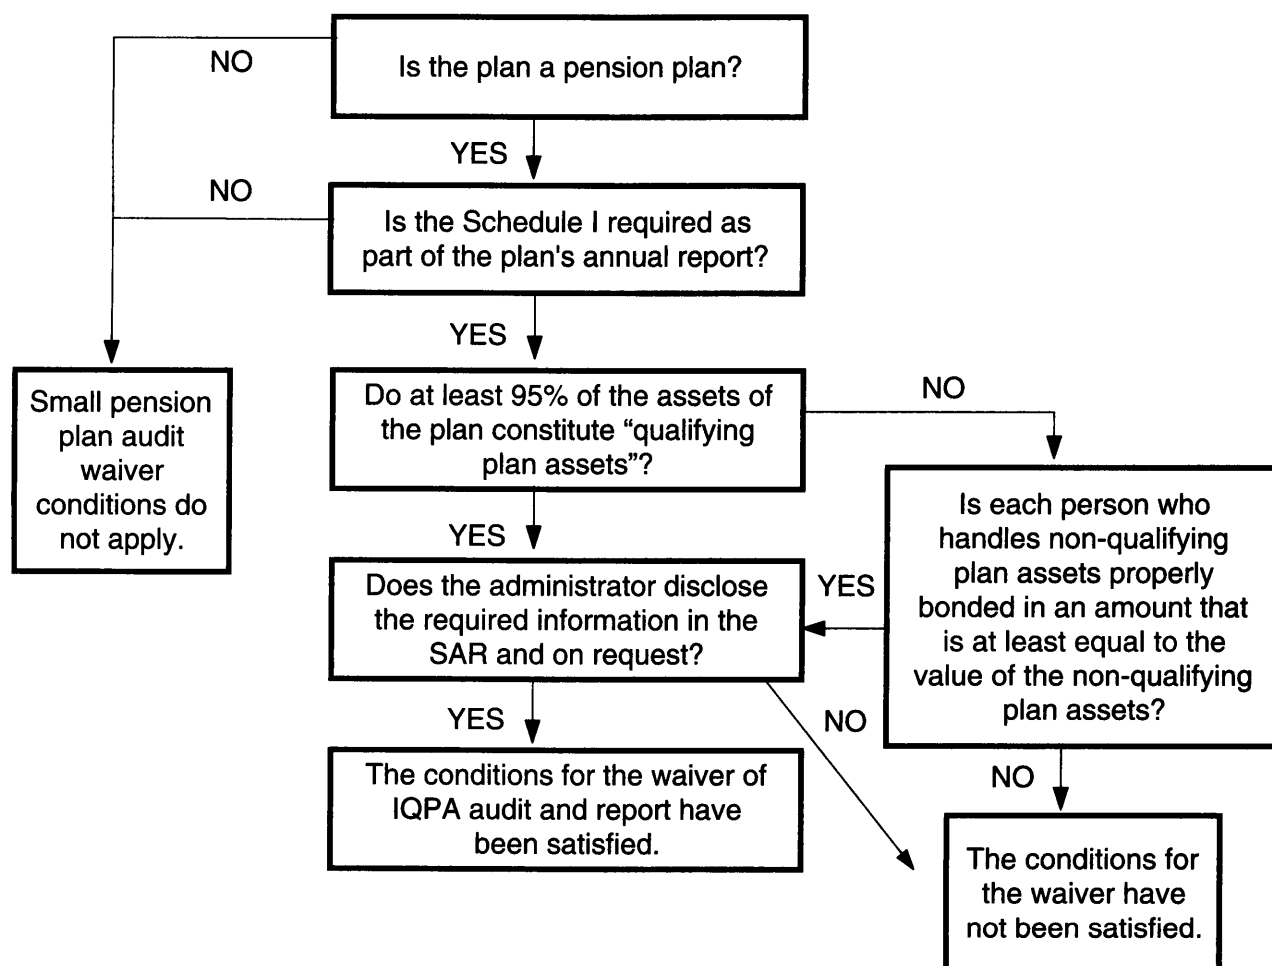 NO
Is the plan a pension plan?
YES
NO
Is the Schedule I required as
part of the plan's annual report?
YES
Small pension
plan audit
waiver
conditions do
not apply.
Do at least 95% of the assets of
the plan constitute “qualifying
plan assets”?
NO
YES
Is each person who
handles non-qualifying
plan assets properly
bonded in an amount that
is at least equal to the
value of the non-qualifying
plan assets?
YES
Does the administrator disclose
the required information in the
SAR and on request?
YES
NO
NO
The conditions for the waiver of
IQPA audit and report have
been satisfied.
The conditions for
the waiver have
not been satisfied.